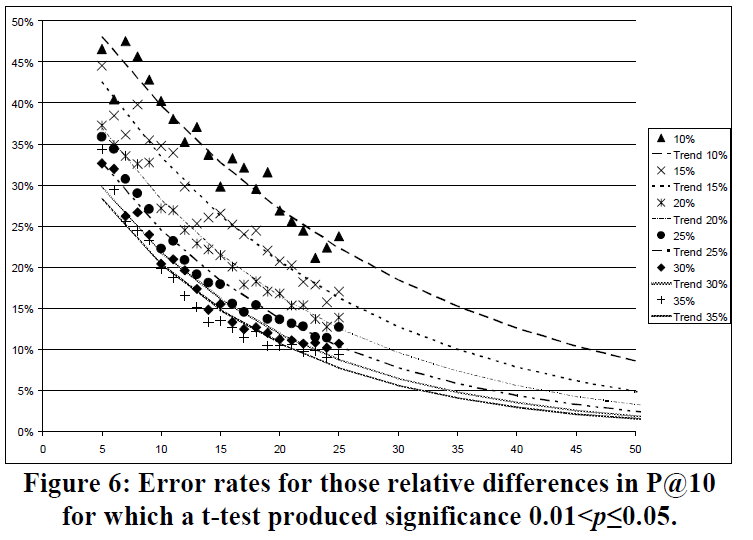 50%
45%
40%
35%
30%
25%
20%
15%
10%
5%
0%
0 5 10 15 20 25 30 35 40 45 50
10%
Trend 10%
15%
Trend 15%
20%
Trend 20%
25%
Trend 25%
30%
Trend 30%
35%
Trend 35%
Figure 6: Error rates for those relative differences in P@10
for which a t-test produced significance 0.01<p≤0.05.